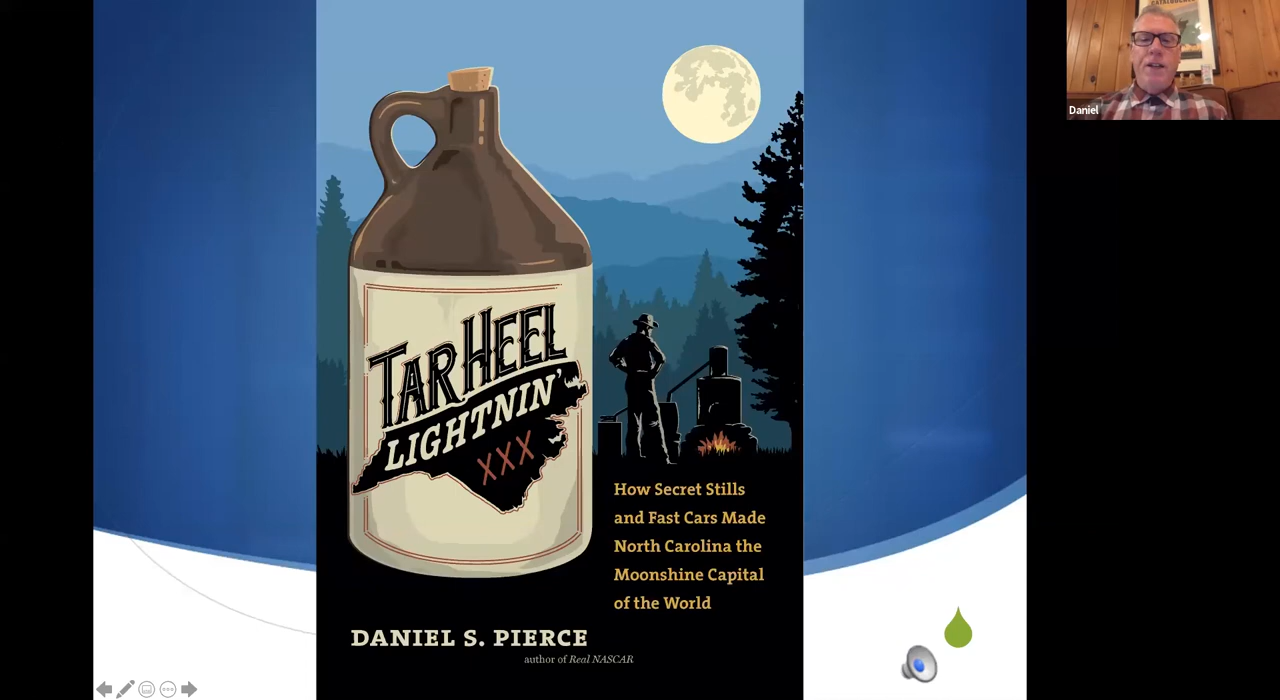 TAR HEEL
LIGHTNIN'
XXX
How Secret Stills
and Fast Cars Made
North Carolina the
Moonshine Capital
of the World
DANIEL S. PIERCE
author of Real NASCAR
Daniel